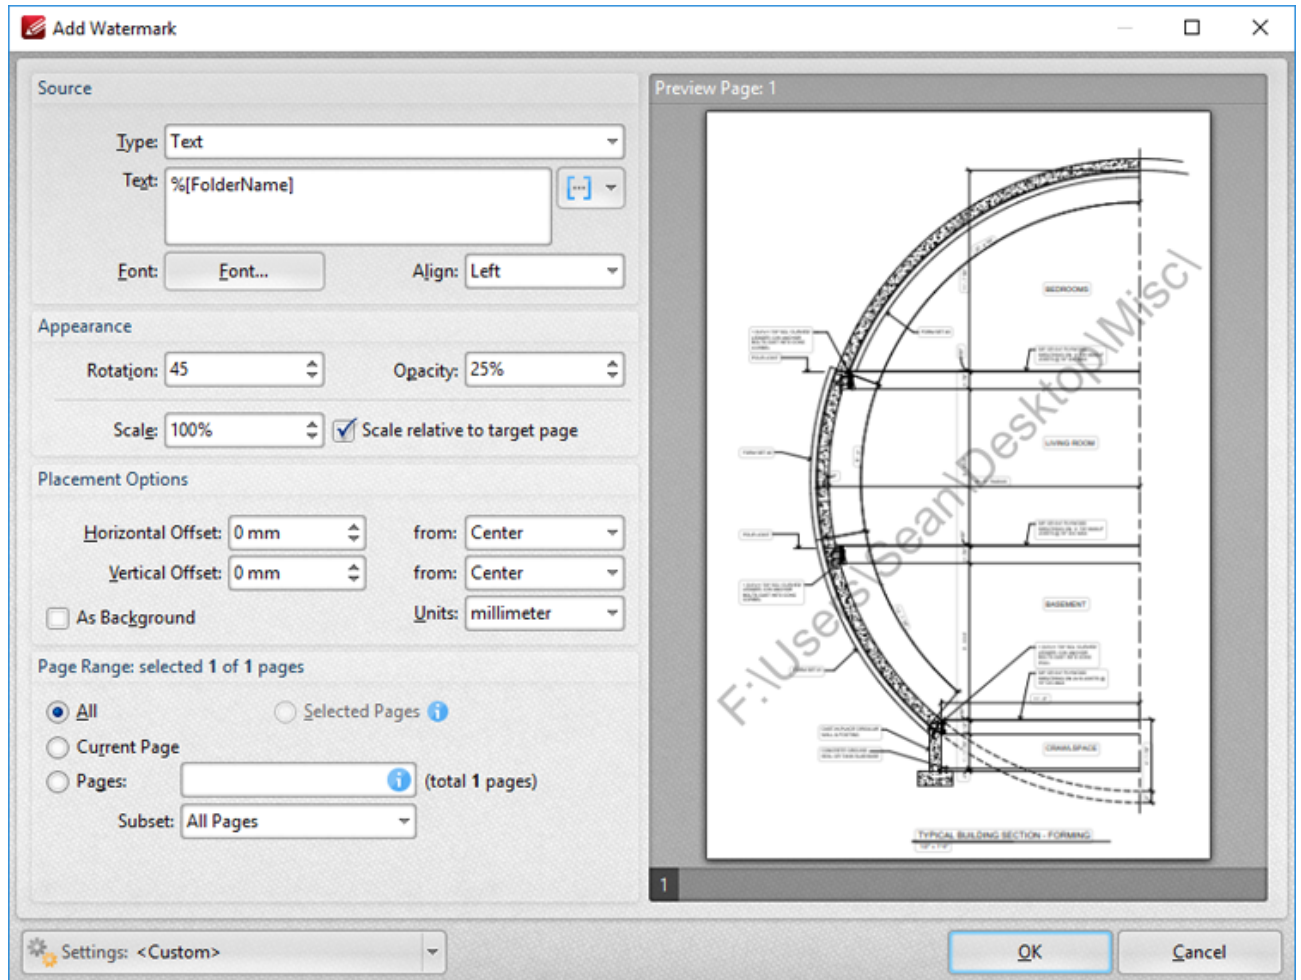 Add Watermark
Source
Type: Text
Text: %[FolderName]
Font: Font... Align: Left
Appearance
Rotation: 45 Opacity: 25%
Scale: 100% Scale relative to target page
Placement Options
Horizontal Offset: 0 mm from: Center
Vertical Offset: 0 mm from: Center
As Background Units: millimeter
Page Range: selected 1 of 1 pages
All Selected Pages
Current Page
Pages: (total 1 pages)
Subset: All Pages
Preview Page: 1
BEDROOMS
LIVING ROOM
BASEMENT
CRAWLSPACE
F:\Users\Sean\Desktop\Misc\
TYPICAL BUILDING SECTION - FORMING
1
Settings: <Custom>
OK Cancel